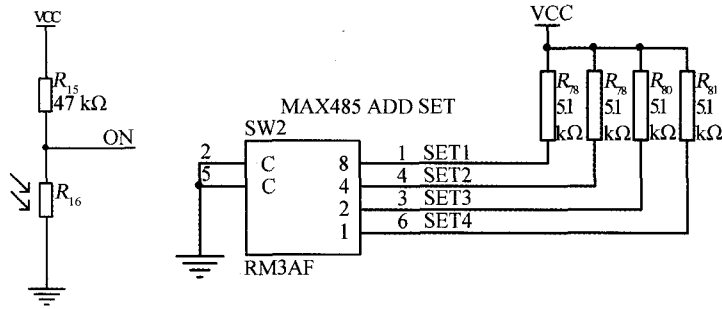 VCC
R15
47 kΩ
ON
R16
MAX485 ADD SET
SW2
2 C 8 1 SET1
5 C 4 4 SET2
2 3 SET3
1 6 SET4
RM3AF
VCC
R78 R78 R80 R81
5.1 5.1 5.1 5.1
kΩ kΩ kΩ kΩ